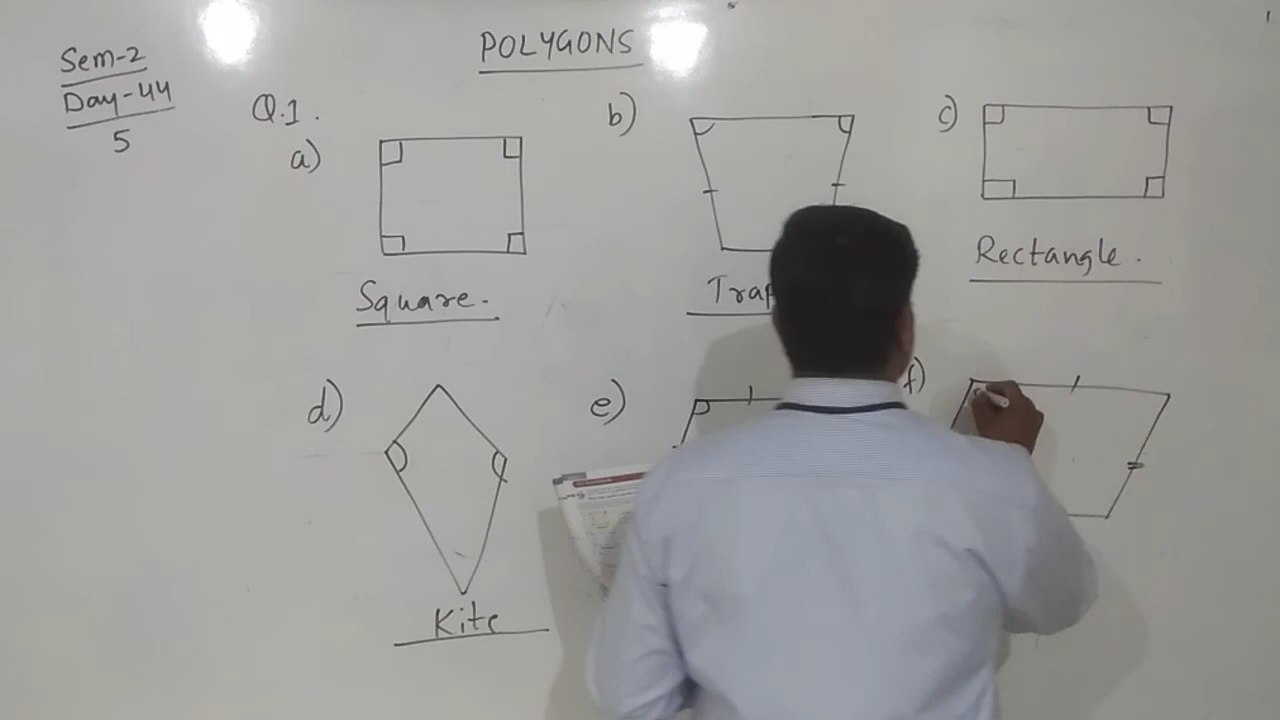 POLYGONS
Sem-2
Day-44
5
Q.1.
a)
b)
c)
Square.
Rectangle.
d)
e)
f)
Kite